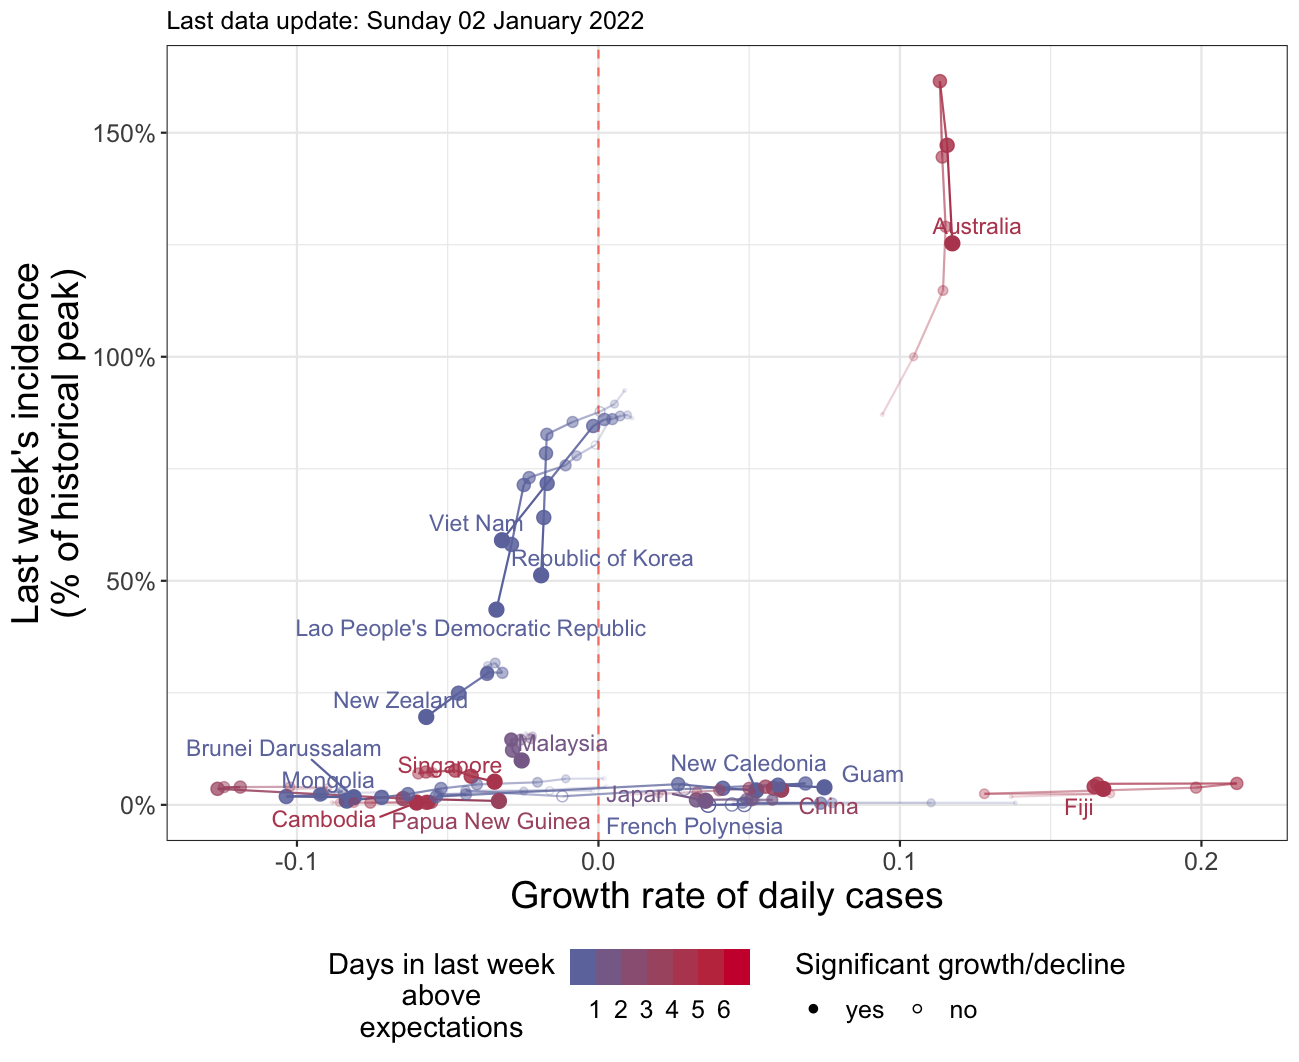 Last data update: Sunday 02 January 2022
Last week's incidence
(% of historical peak)
150%
100%
50%
0%
Australia
Viet Nam
Republic of Korea
Lao People's Democratic Republic
New Zealand
Brunei Darussalam
Malaysia
Singapore
New Caledonia
Mongolia
Guam
Japan
China
Fiji
Cambodia
Papua New Guinea
French Polynesia
-0.1
0.0
0.1
0.2
Growth rate of daily cases
Days in last week
above
expectations
1 2 3 4 5 6
Significant growth/decline
yes
no